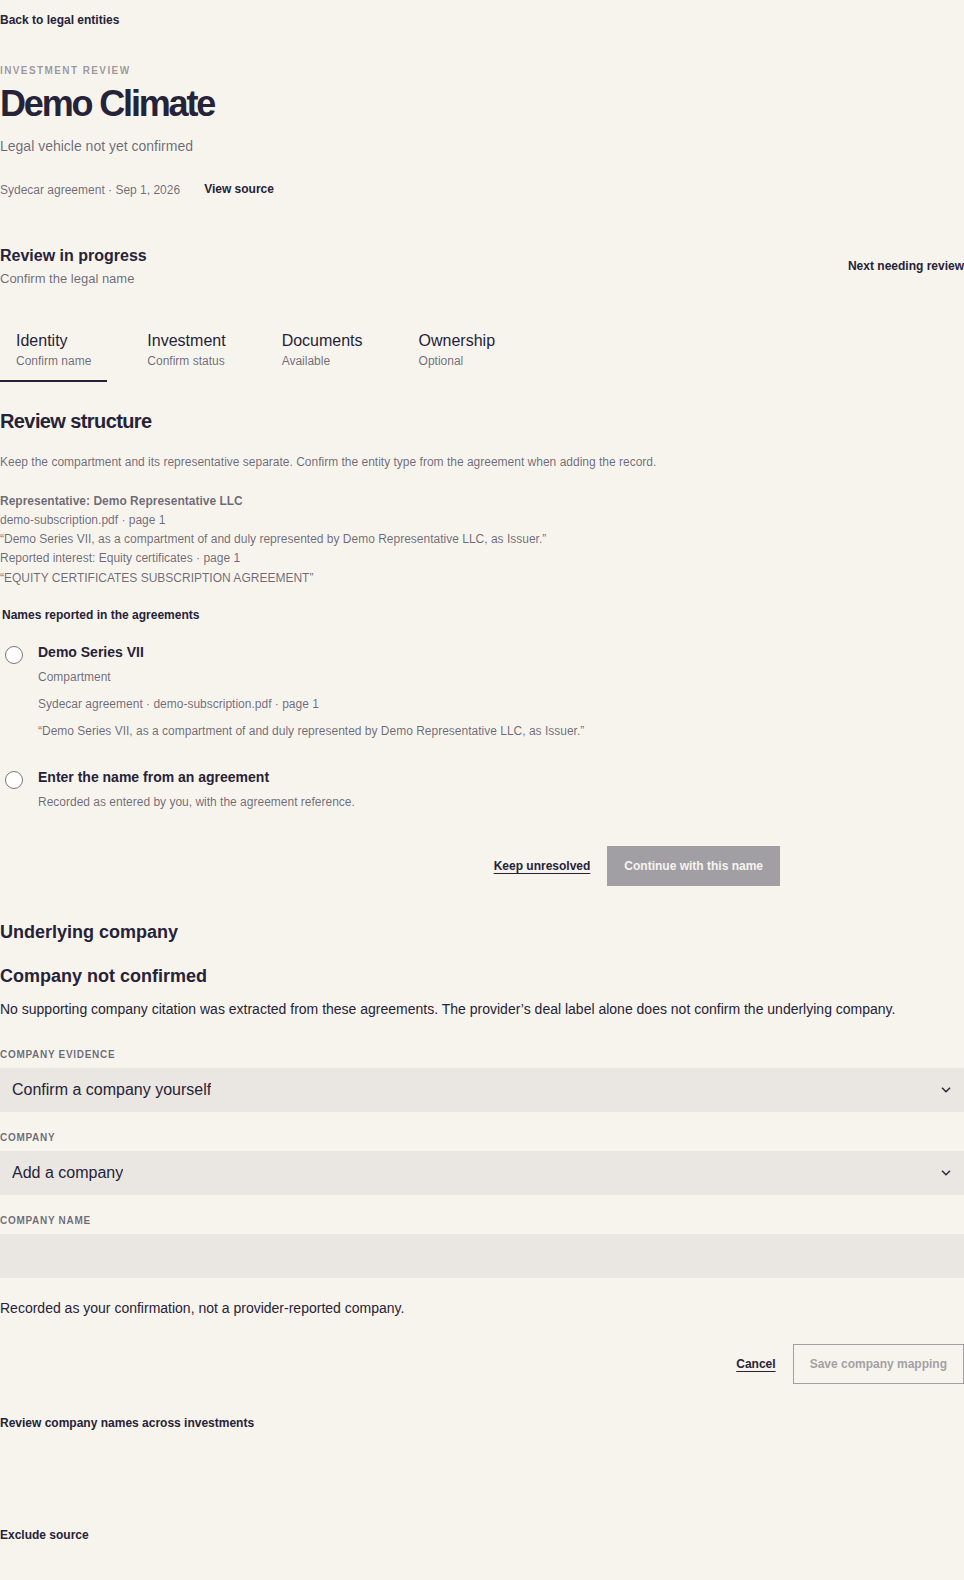 Back to legal entities
INVESTMENT REVIEW
Demo Climate
Legal vehicle not yet confirmed
Sydecar agreement · Sep 1, 2026 View source
Review in progress
Confirm the legal name
Next needing review
Identity Investment Documents Ownership
Confirm name Confirm status Available Optional
Review structure
Keep the compartment and its representative separate. Confirm the entity type from the agreement when adding the record.
Representative: Demo Representative LLC
demo-subscription.pdf · page 1
“Demo Series VII, as a compartment of and duly represented by Demo Representative LLC, as Issuer.”
Reported interest: Equity certificates · page 1
“EQUITY CERTIFICATES SUBSCRIPTION AGREEMENT”
Names reported in the agreements
Demo Series VII
Compartment
Sydecar agreement · demo-subscription.pdf · page 1
“Demo Series VII, as a compartment of and duly represented by Demo Representative LLC, as Issuer.”
Enter the name from an agreement
Recorded as entered by you, with the agreement reference.
Keep unresolved Continue with this name
Underlying company
Company not confirmed
No supporting company citation was extracted from these agreements. The provider’s deal label alone does not confirm the underlying company.
COMPANY EVIDENCE
Confirm a company yourself
COMPANY
Add a company
COMPANY NAME
Recorded as your confirmation, not a provider-reported company.
Cancel Save company mapping
Review company names across investments
Exclude source